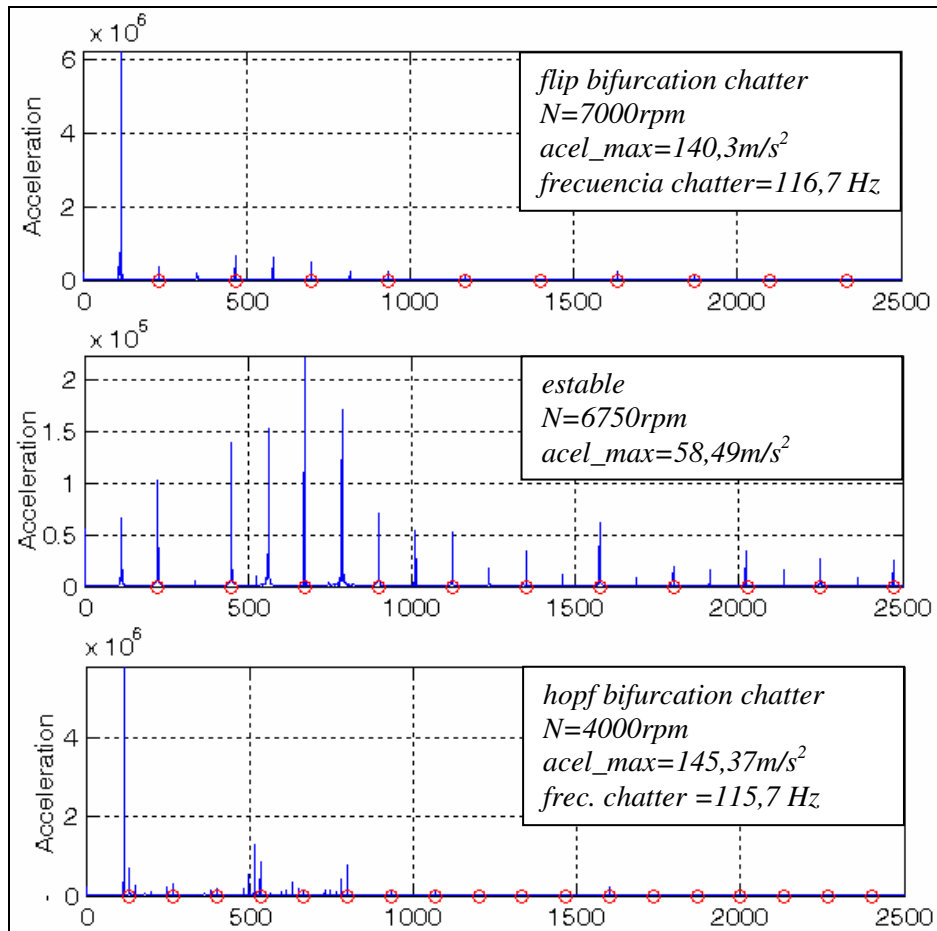 x 10^6
6
4
2
0
Acceleration
flip bifurcation chatter
N=7000rpm
acel_max=140,3m/s^2
frecuencia chatter=116,7 Hz
0 500 1000 1500 2000 2500
x 10^5
2
1.5
1
0.5
0
Acceleration
estable
N=6750rpm
acel_max=58,49m/s^2
0 500 1000 1500 2000 2500
x 10^6
4
2
0
Acceleration
hopf bifurcation chatter
N=4000rpm
acel_max=145,37m/s^2
frec. chatter =115,7 Hz
0 500 1000 1500 2000 2500